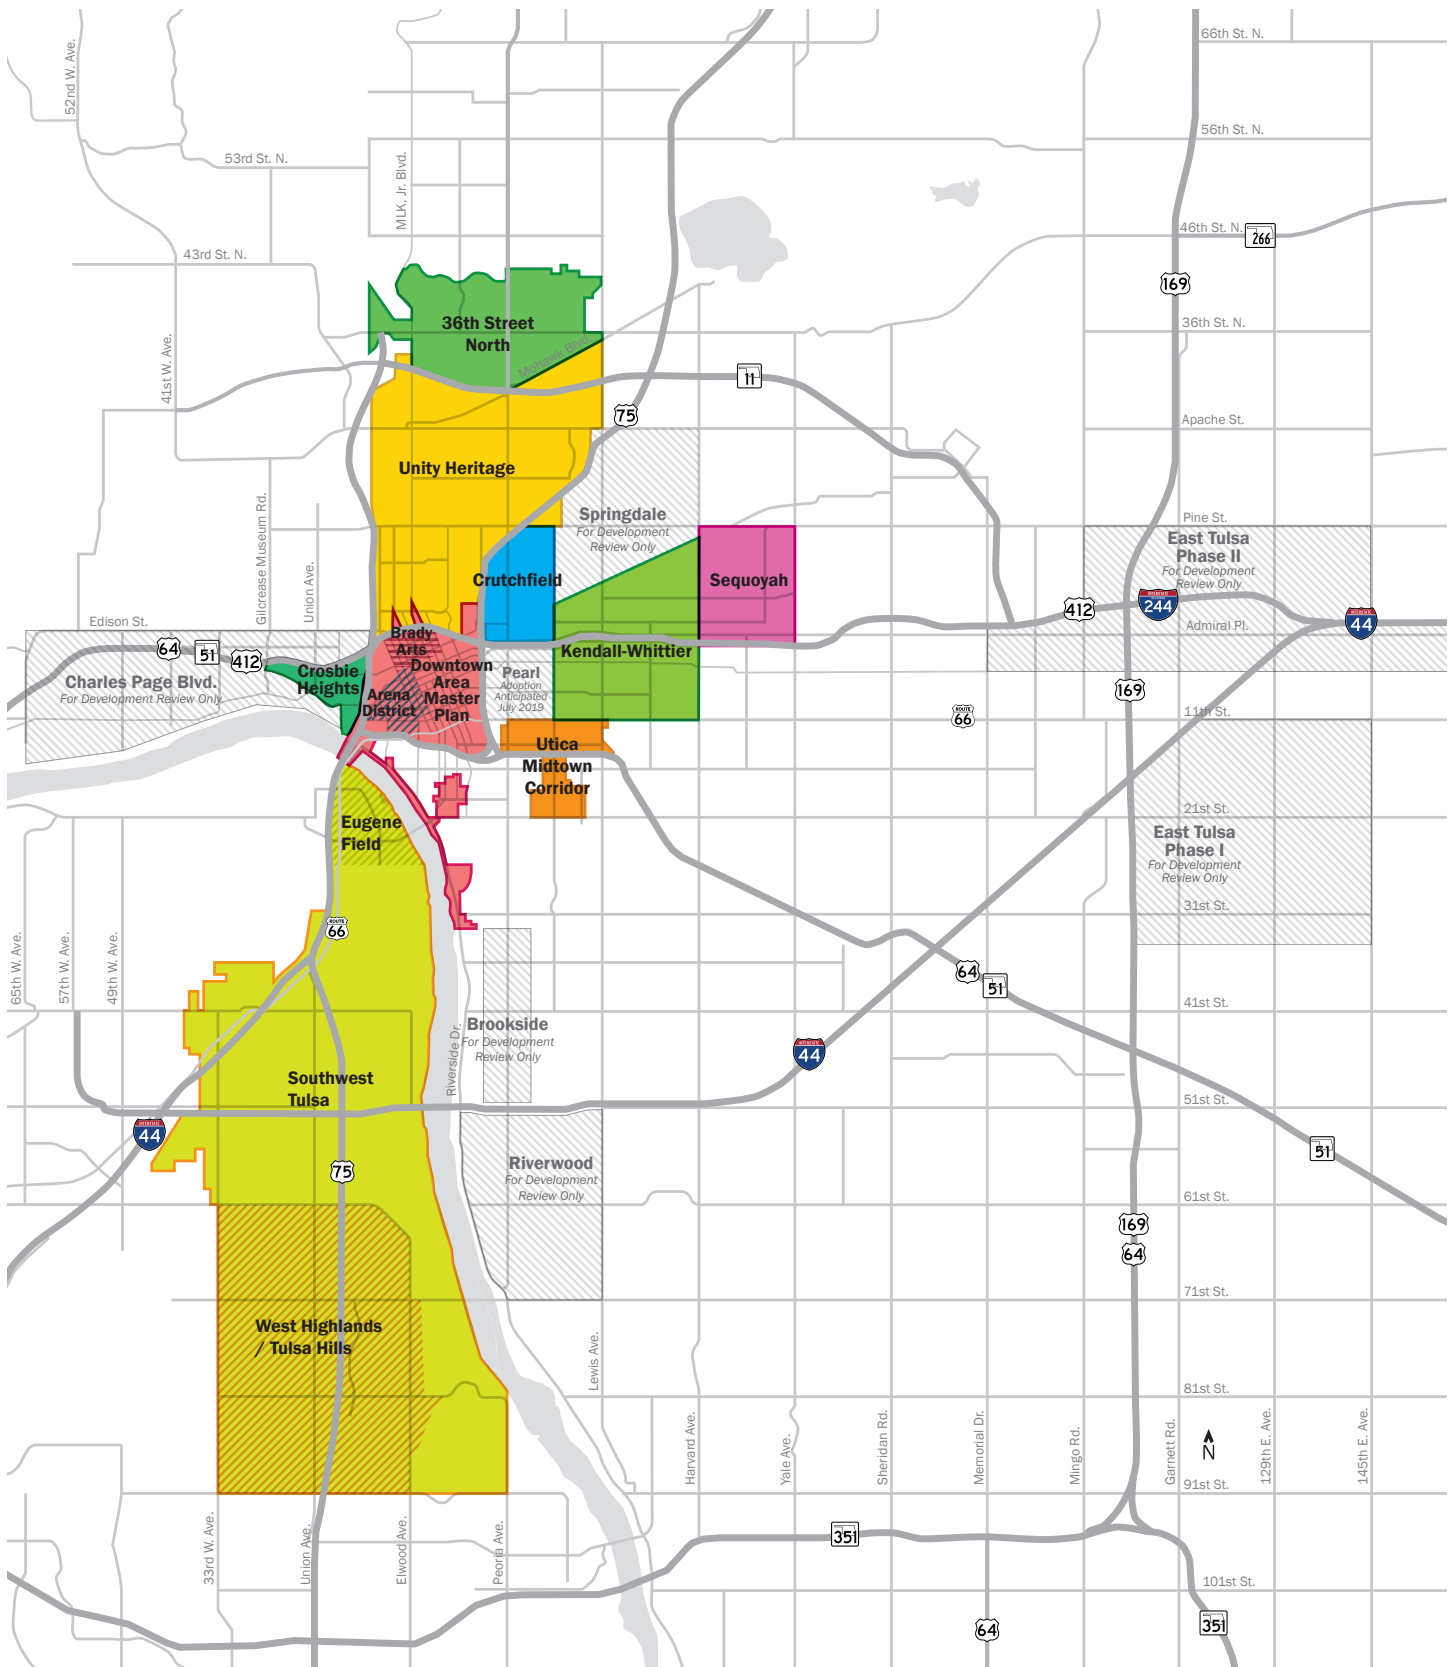 66th St. N.
52nd W. Ave.
56th St. N.
53rd St. N.
MLK, Jr. Blvd.
46th St. N.
266
43rd St. N.
169
36th Street
North
36th St. N.
Mohawk Blvd.
41st W. Ave.
11
75
Apache St.
Unity Heritage
Gilcrease Museum Rd.
Springdale
For Development
Review Only
Pine St.
East Tulsa
Phase II
For Development
Review Only
Union Ave.
Crutchfield
Sequoyah
INTERSTATE
244
412
INTERSTATE
44
Edison St.
Admiral Pl.
64
51
412
Brady
Arts
Kendall-Whittier
Crosbie
Heights
Downtown
Area
Master
Plan
Pearl
Adoption
Anticipated
July 2019
Charles Page Blvd.
For Development Review Only
Arena
District
169
ROUTE
66
11th St.
Utica
Midtown
Corridor
21st St.
Eugene
Field
East Tulsa
Phase I
For Development
Review Only
31st St.
ROUTE
66
65th W. Ave.
57th W. Ave.
49th W. Ave.
64
51
41st St.
Riverside Dr.
Brookside
For Development
Review Only
INTERSTATE
44
Southwest
Tulsa
51st St.
INTERSTATE
44
51
Riverwood
For Development
Review Only
75
61st St.
169
64
71st St.
West Highlands
/ Tulsa Hills
Lewis Ave.
81st St.
Harvard Ave.
Yale Ave.
Sheridan Rd.
Memorial Dr.
Mingo Rd.
Garnett Rd.
N
129th E. Ave.
145th E. Ave.
91st St.
33rd W. Ave.
Union Ave.
Elwood Ave.
Peoria Ave.
351
101st St.
64
351